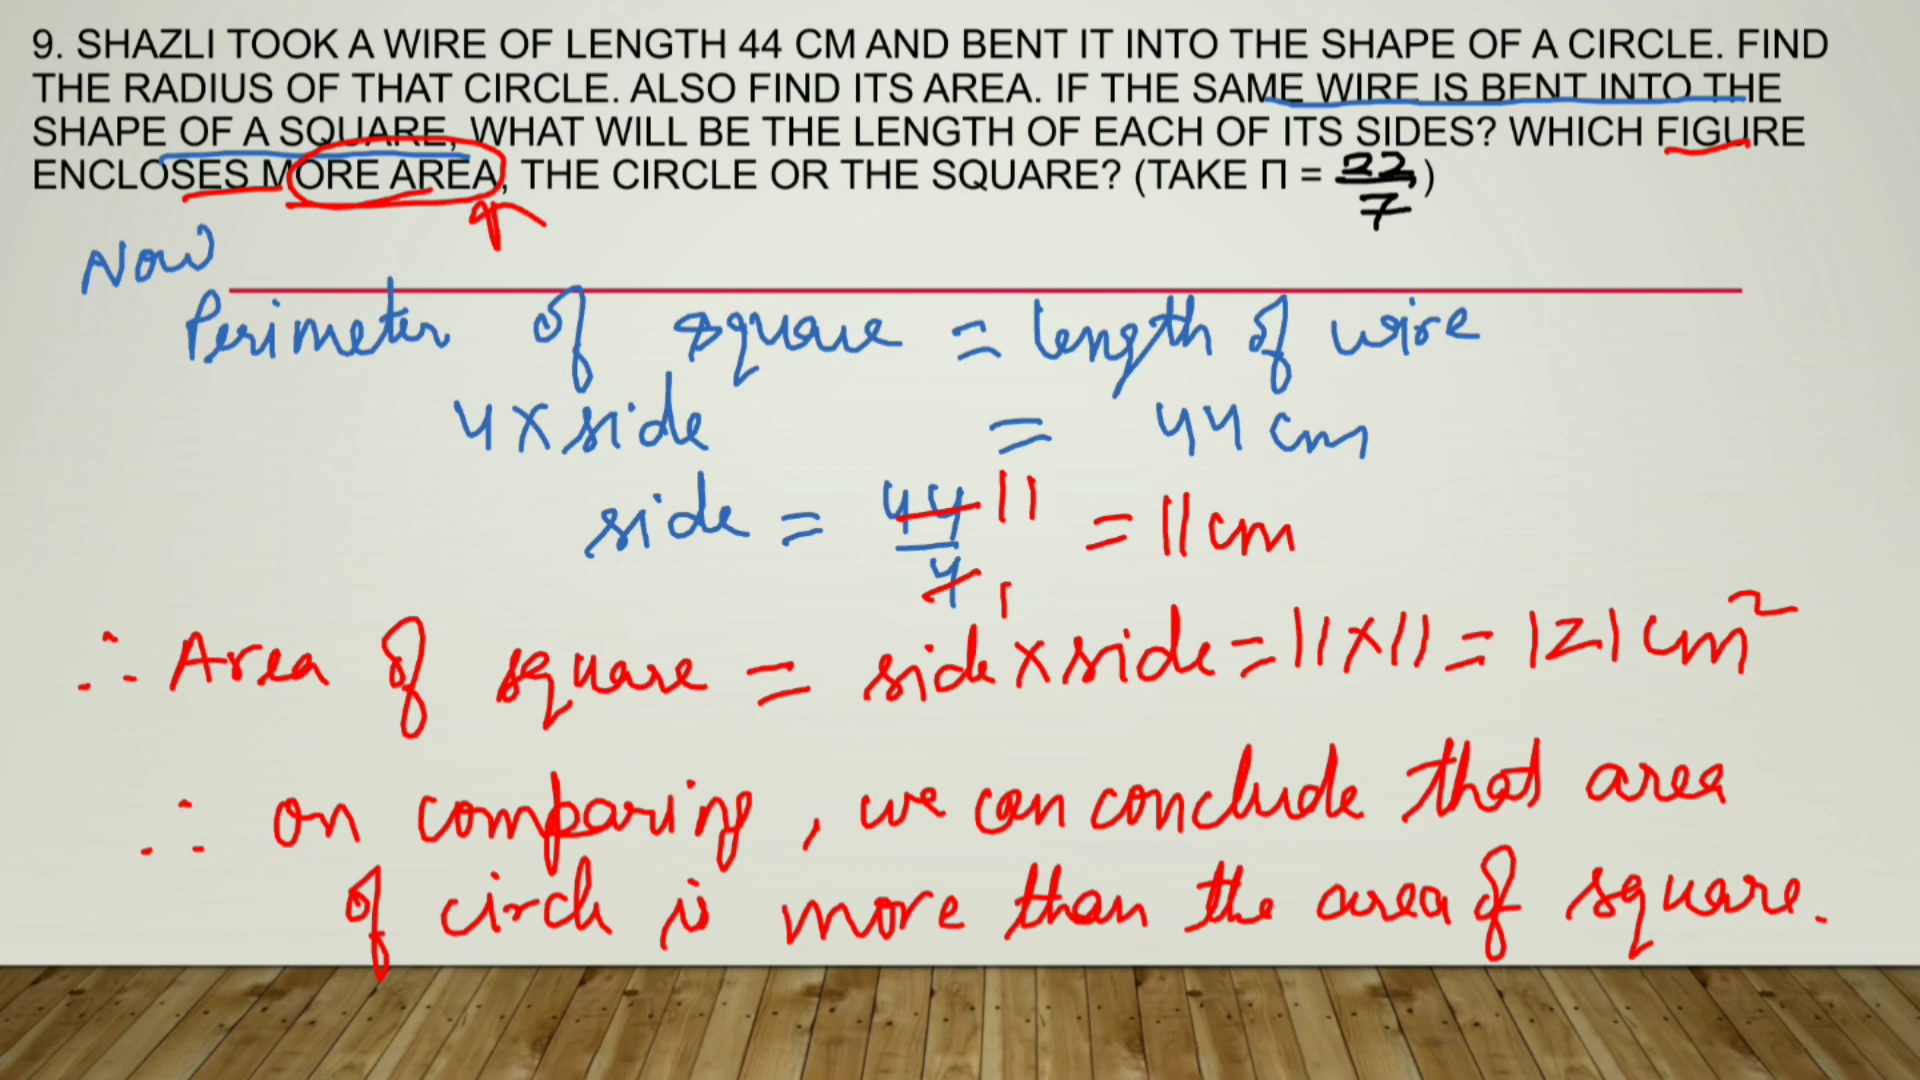 9. SHAZLI TOOK A WIRE OF LENGTH 44 CM AND BENT IT INTO THE SHAPE OF A CIRCLE. FIND
THE RADIUS OF THAT CIRCLE. ALSO FIND ITS AREA. IF THE SAME WIRE IS BENT INTO THE
SHAPE OF A SQUARE, WHAT WILL BE THE LENGTH OF EACH OF ITS SIDES? WHICH FIGURE
ENCLOSES MORE AREA, THE CIRCLE OR THE SQUARE? (TAKE Π = 22/7)
Now
Perimeter of square = length of wire
4 × side = 44 cm
side = 44/4 11 1 = 11 cm
∴ Area of square = side × side = 11 × 11 = 121 cm²
∴ on comparing, we can conclude that area
of circle is more than the area of square.